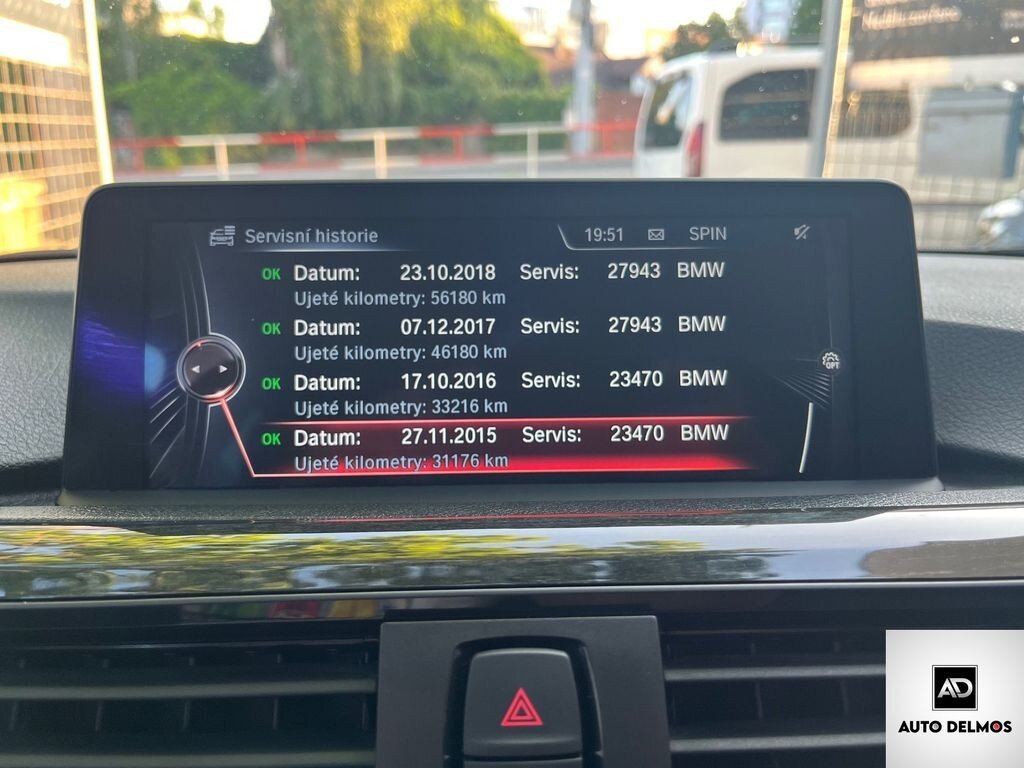 Servisní historie 19:51 SPIN
OK Datum: 23.10.2018 Servis: 27943 BMW
Ujeté kilometry: 56180 km
OK Datum: 07.12.2017 Servis: 27943 BMW
Ujeté kilometry: 46180 km
OK Datum: 17.10.2016 Servis: 23470 BMW
Ujeté kilometry: 33216 km
OK Datum: 27.11.2015 Servis: 23470 BMW
Ujeté kilometry: 31176 km
OPT
AD
AUTO DELMOS